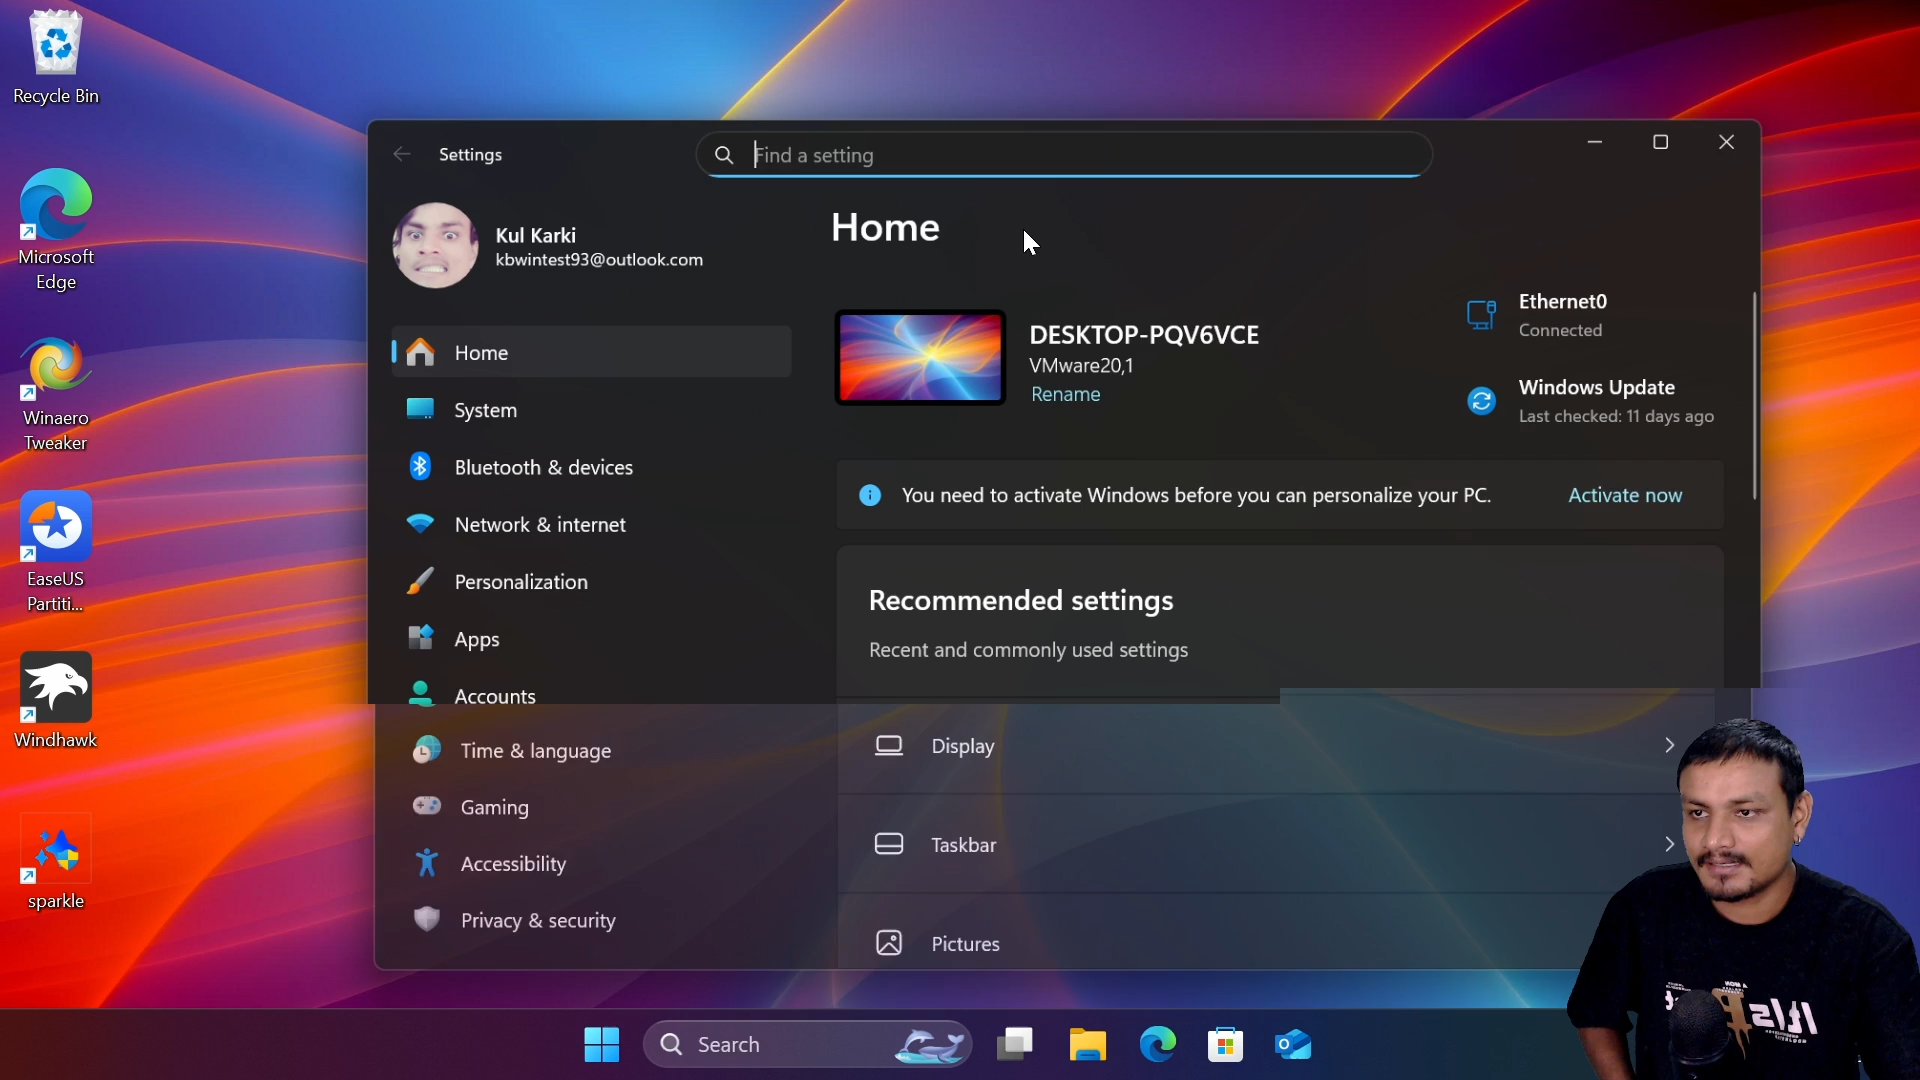 Recycle Bin
Microsoft
Edge
Winaero
Tweaker
EaseUS
Partiti...
Windhawk
sparkle
Settings
Find a setting
Kul Karki
kbwintest93@outlook.com
Home
System
Bluetooth & devices
Network & internet
Personalization
Apps
Accounts
Time & language
Gaming
Accessibility
Privacy & security
Home
DESKTOP-PQV6VCE
VMware20,1
Rename
Ethernet0
Connected
Windows Update
Last checked: 11 days ago
You need to activate Windows before you can personalize your PC.
Activate now
Recommended settings
Recent and commonly used settings
Display
Taskbar
Pictures
Search